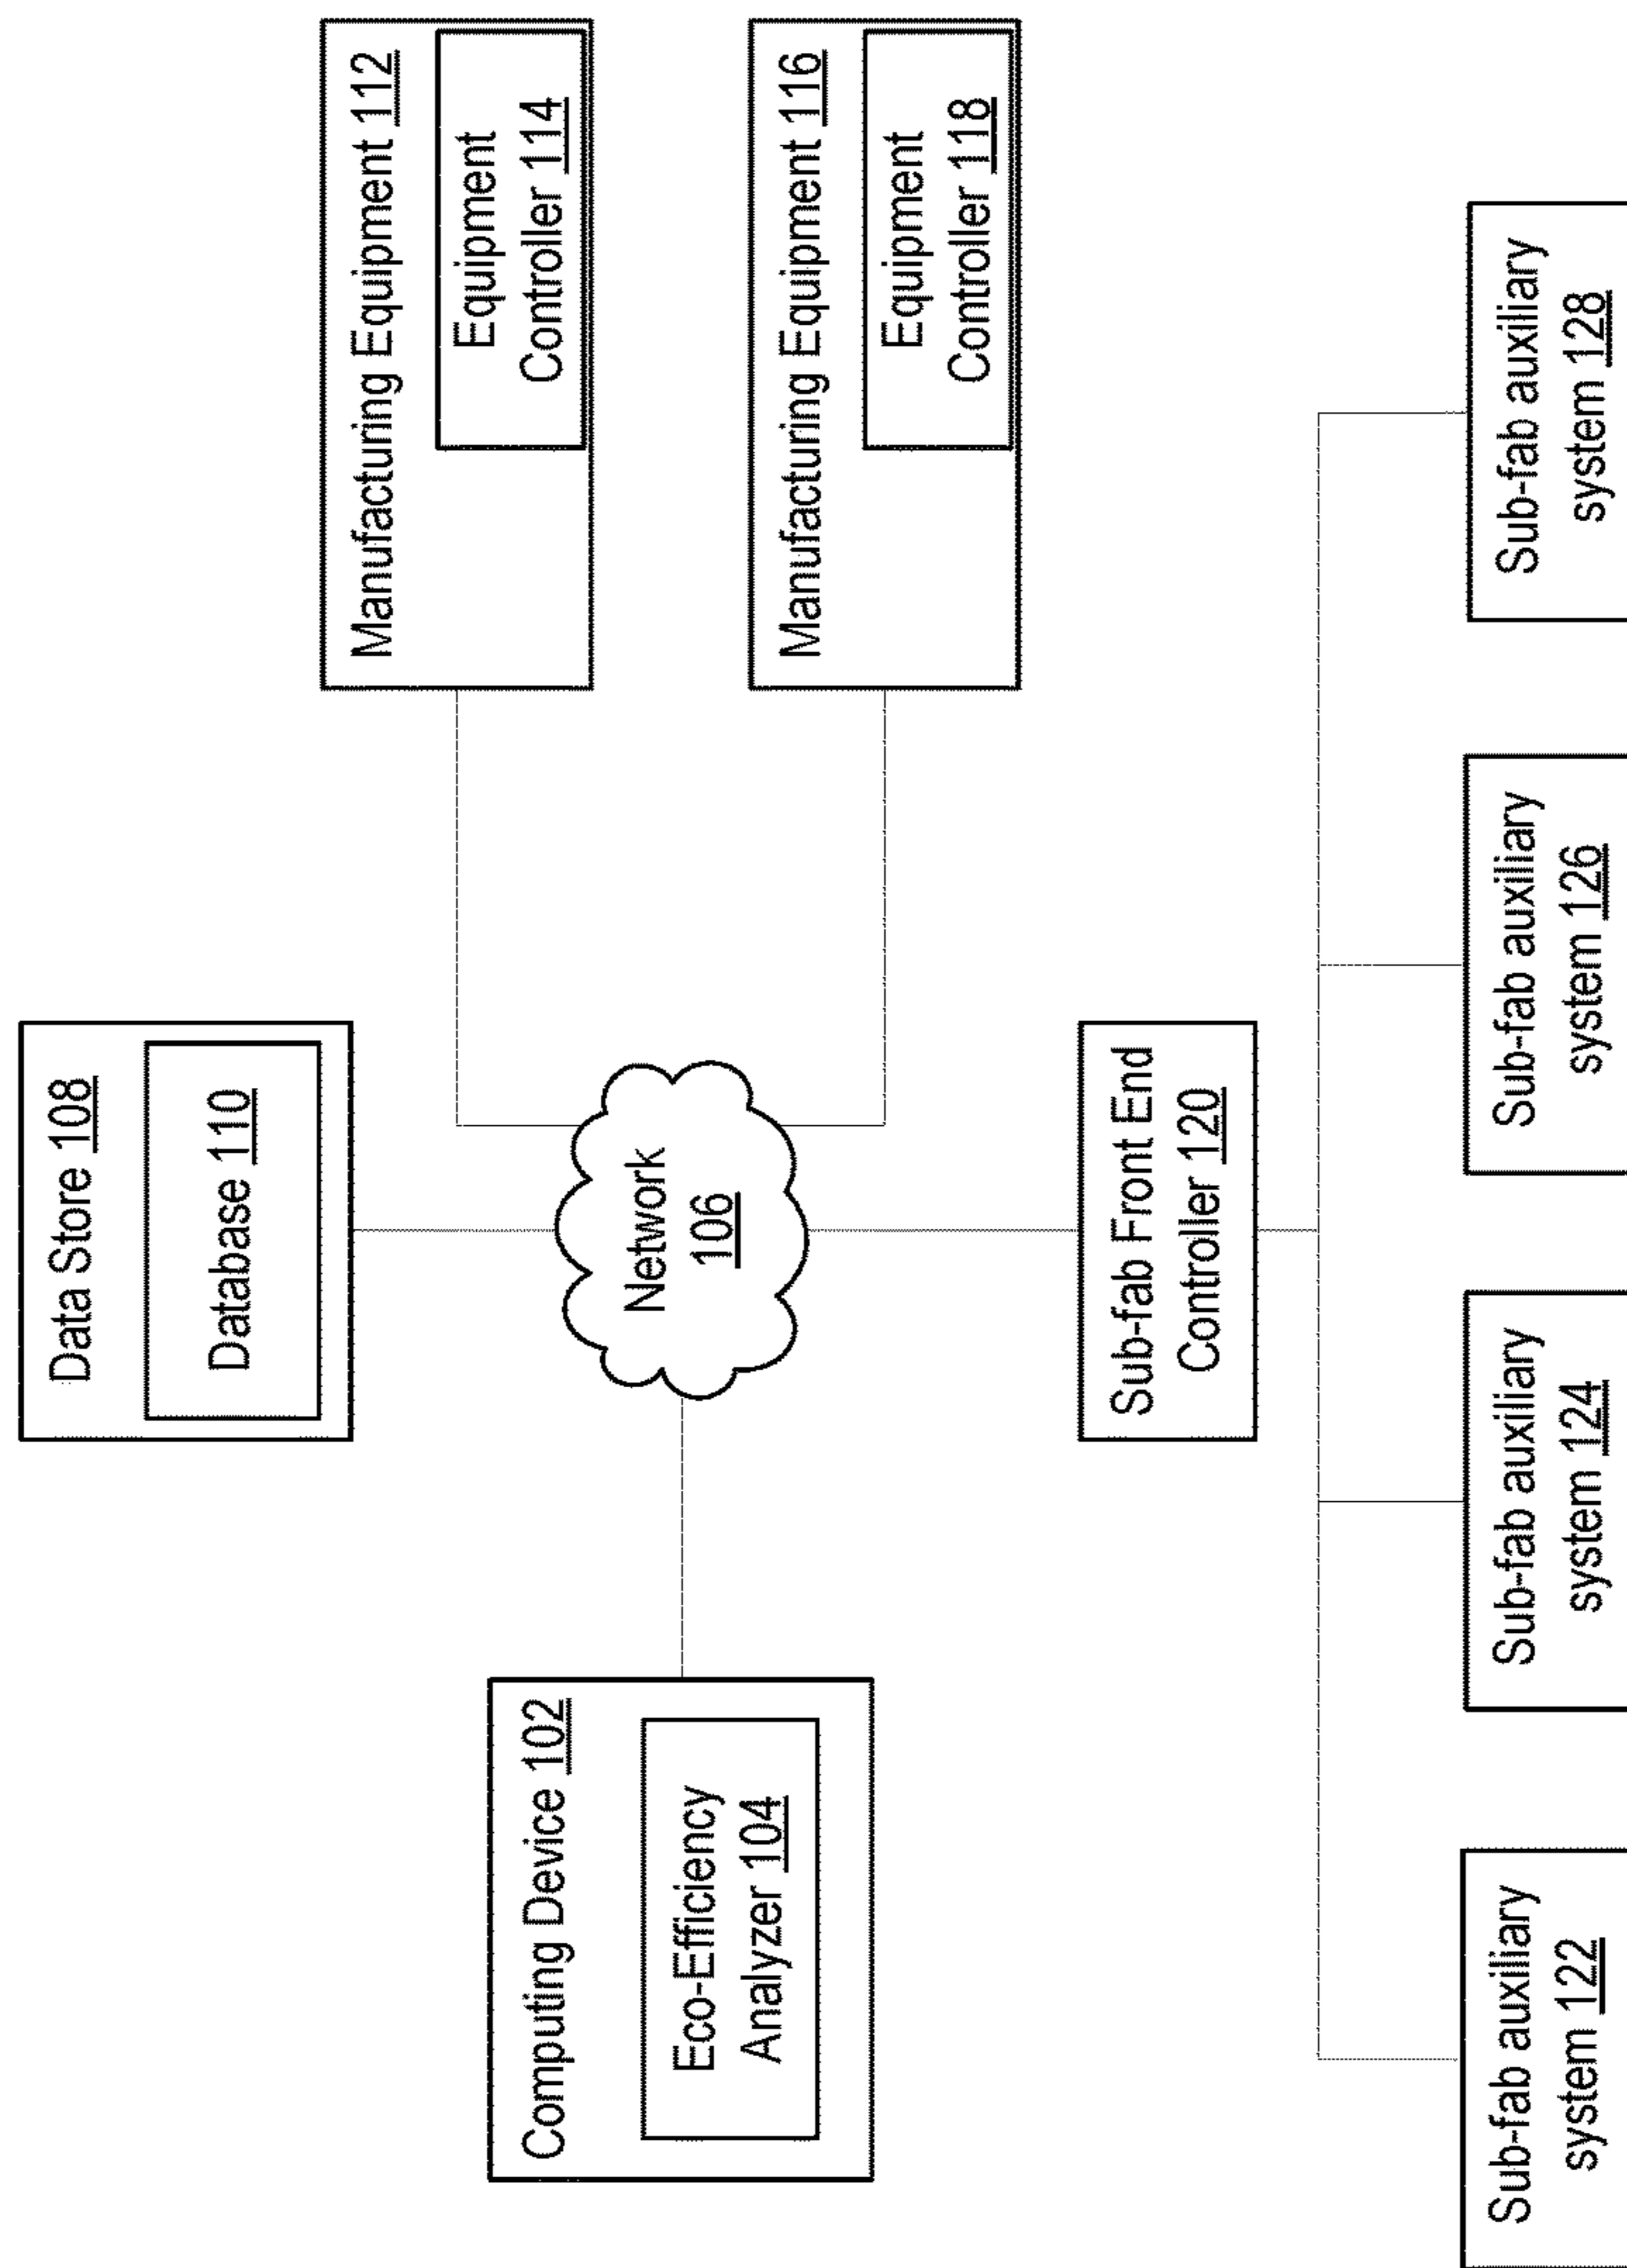 Data Store 108
Database 110
Manufacturing Equipment 112
Equipment
Controller 114
Computing Device 102
Eco-Efficiency
Analyzer 104
Network
106
Manufacturing Equipment 116
Equipment
Controller 118
Sub-fab Front End
Controller 120
Sub-fab auxiliary
system 122
Sub-fab auxiliary
system 124
Sub-fab auxiliary
system 126
Sub-fab auxiliary
system 128